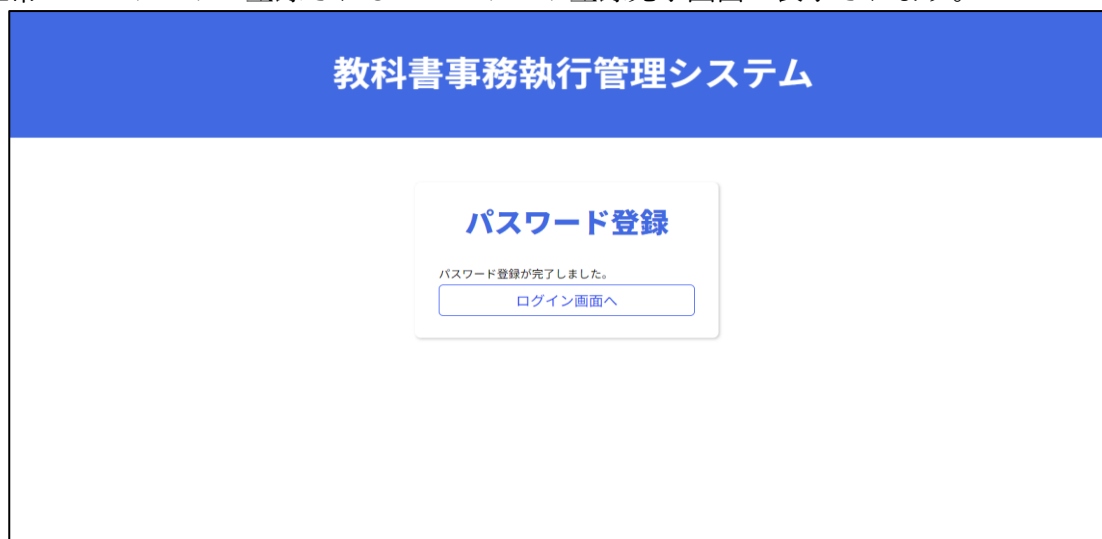 教科書事務執行管理システム
パスワード登録
パスワード登録が完了しました。
ログイン画面へ